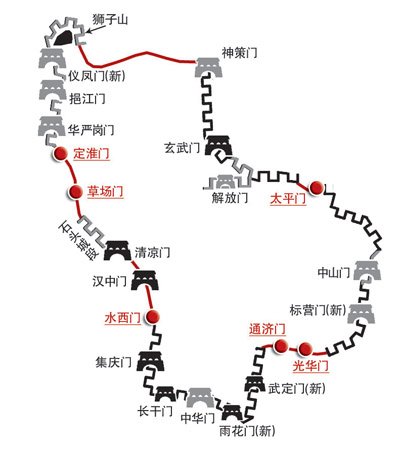 狮子山
神策门
仪凤门(新)
挹江门
华严岗门
玄武门
定淮门
解放门
太平门
草场门
石头城段
清凉门
中山门
汉中门
标营门(新)
水西门
通济门
集庆门
光华门
武定门(新)
长干门
中华门
雨花门(新)